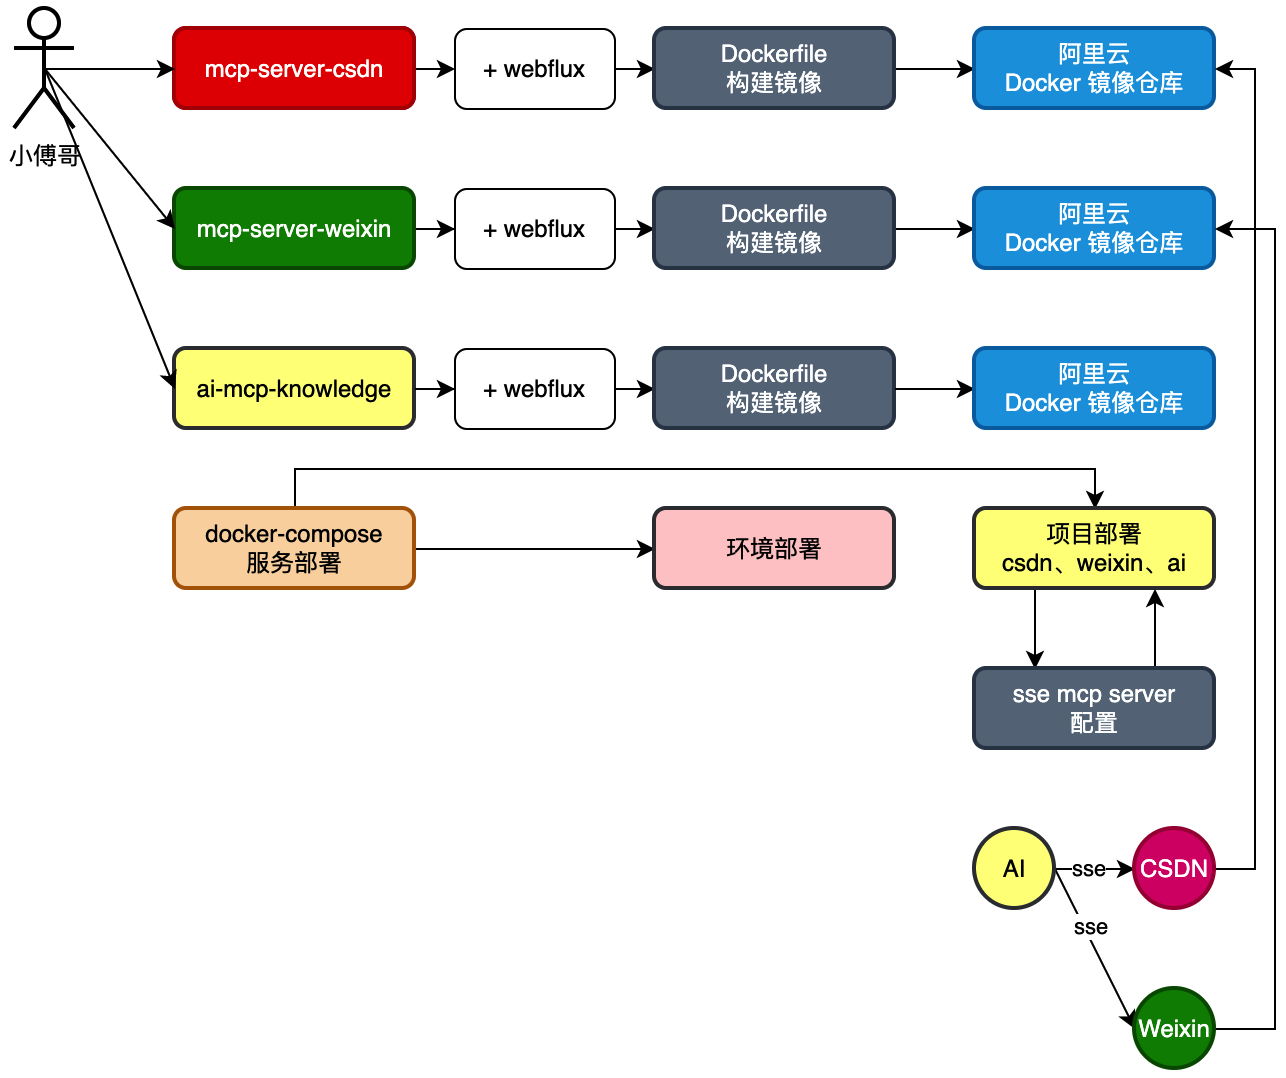 mcp-server-csdn
+ webflux
Dockerfile
构建镜像
阿里云
Docker 镜像仓库
小傅哥
mcp-server-weixin
+ webflux
Dockerfile
构建镜像
阿里云
Docker 镜像仓库
ai-mcp-knowledge
+ webflux
Dockerfile
构建镜像
阿里云
Docker 镜像仓库
docker-compose
服务部署
环境部署
项目部署
csdn、weixin、ai
sse mcp server
配置
AI
sse
CSDN
sse
Weixin